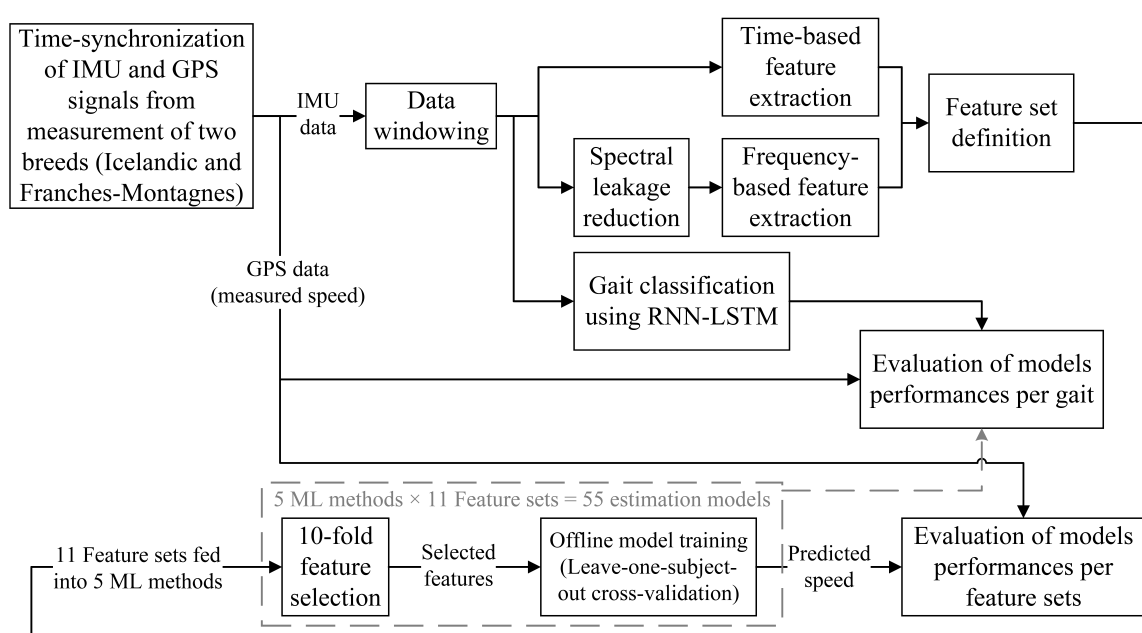 Time-synchronization
of IMU and GPS
signals from
measurement of two
breeds (Icelandic and
Franches-Montagnes)
IMU
data
Data
windowing
Time-based
feature
extraction
Spectral
leakage
reduction
Frequency-
based feature
extraction
Feature set
definition
GPS data
(measured speed)
Gait classification
using RNN-LSTM
Evaluation of models
performances per gait
5 ML methods × 11 Feature sets = 55 estimation models
11 Feature sets fed
into 5 ML methods
10-fold
feature
selection
Selected
features
Offline model training
(Leave-one-subject-
out cross-validation)
Predicted
speed
Evaluation of models
performances per
feature sets